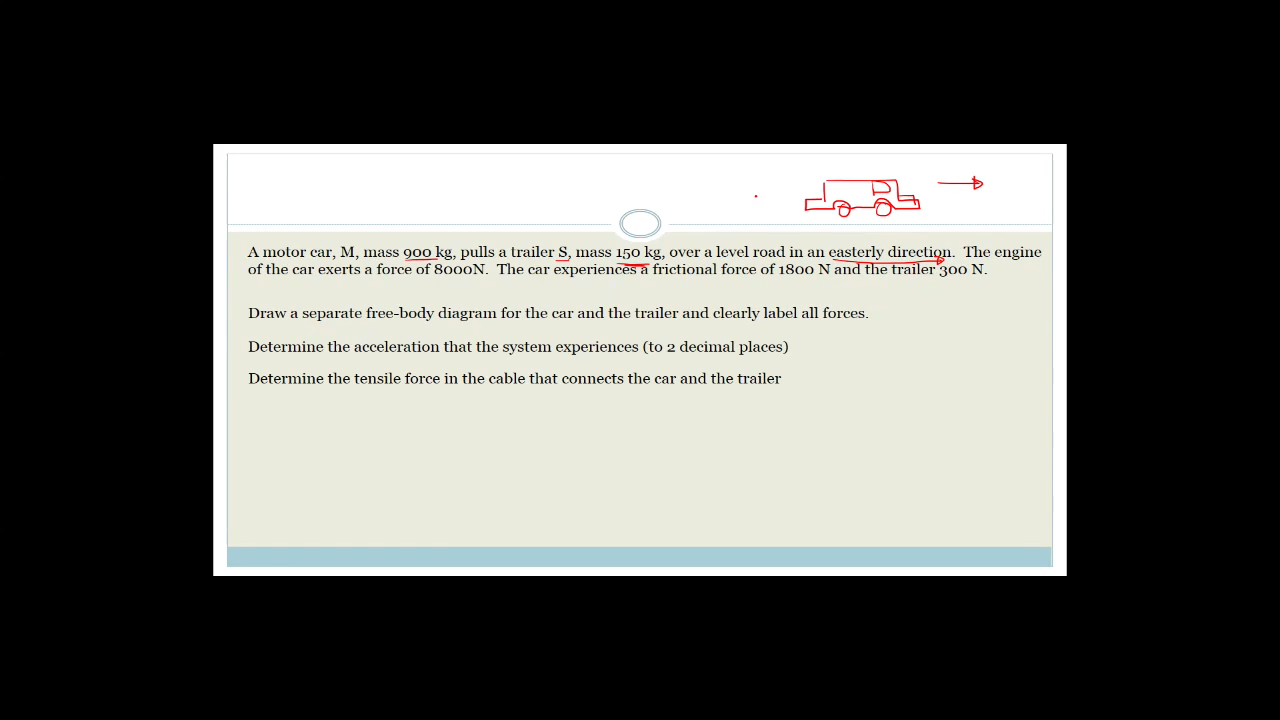 A motor car, M, mass 900 kg, pulls a trailer S, mass 150 kg, over a level road in an easterly direction.  The engine
of the car exerts a force of 8000N.  The car experiences a frictional force of 1800 N and the trailer 300 N.
Draw a separate free-body diagram for the car and the trailer and clearly label all forces.
Determine the acceleration that the system experiences (to 2 decimal places)
Determine the tensile force in the cable that connects the car and the trailer